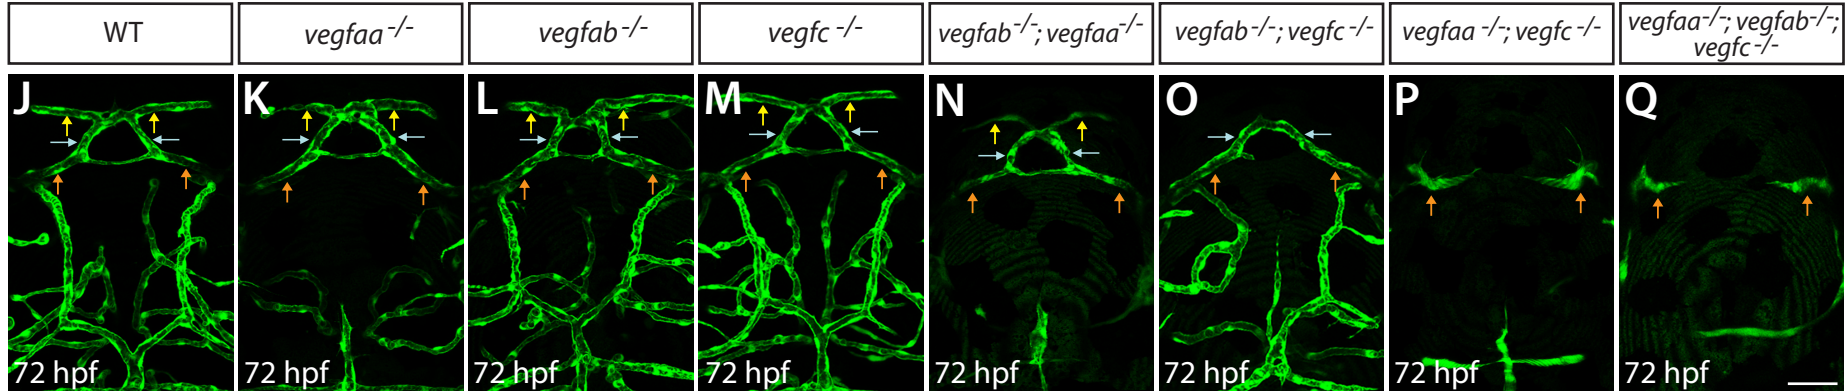 WT
vegfaa-/-
vegfab-/-
vegfc-/-
vegfab-/-; vegfaa-/-
vegfab-/-; vegfc-/-
vegfaa-/-; vegfc-/-
vegfaa-/-; vegfab-/-;
vegfc-/-
J
K
L
M
N
O
P
Q
72 hpf
72 hpf
72 hpf
72 hpf
72 hpf
72 hpf
72 hpf
72 hpf